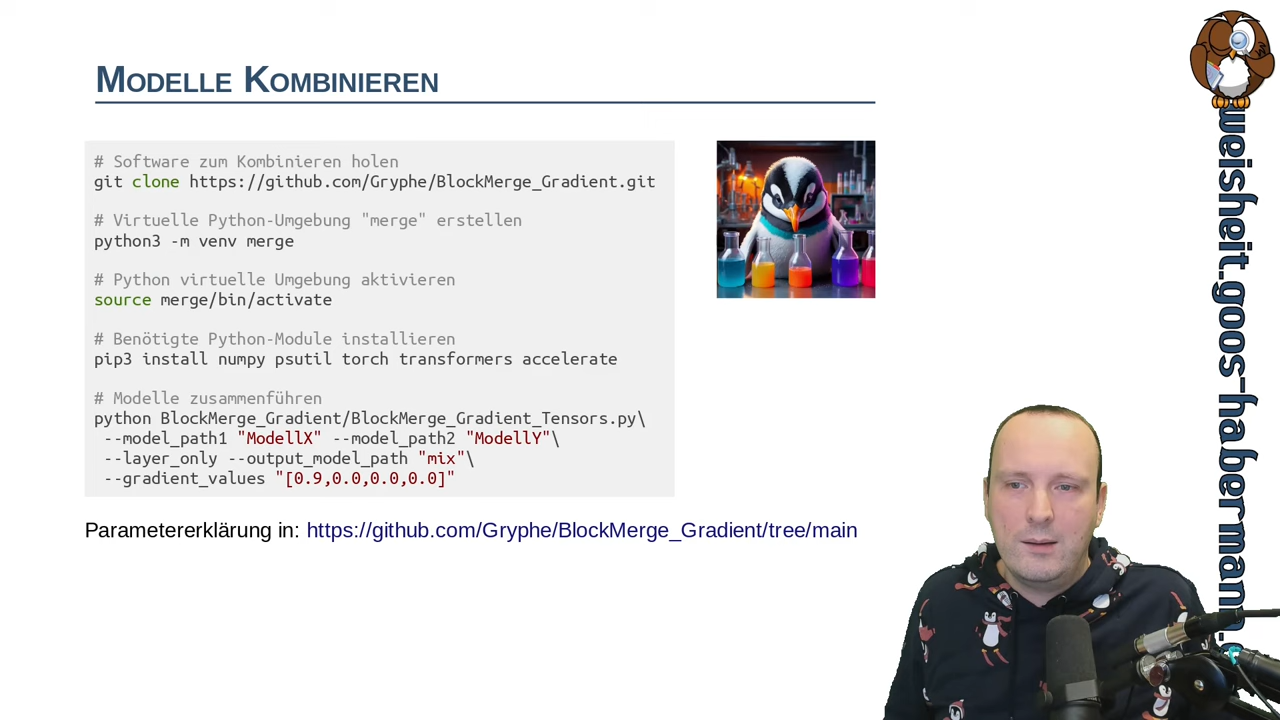 Modelle Kombinieren
# Software zum Kombinieren holen
git clone https://github.com/Gryphe/BlockMerge_Gradient.git
# Virtuelle Python-Umgebung "merge" erstellen
python3 -m venv merge
# Python virtuelle Umgebung aktivieren
source merge/bin/activate
# Benötigte Python-Module installieren
pip3 install numpy psutil torch transformers accelerate
# Modelle zusammenführen
python BlockMerge_Gradient/BlockMerge_Gradient_Tensors.py\
--model_path1 "ModellX" --model_path2 "ModellY"\
--layer_only --output_model_path "mix"\
--gradient_values "[0.9,0.0,0.0,0.0]"
Parametererklärung in: https://github.com/Gryphe/BlockMerge_Gradient/tree/main
weisheit.goos-habermann.